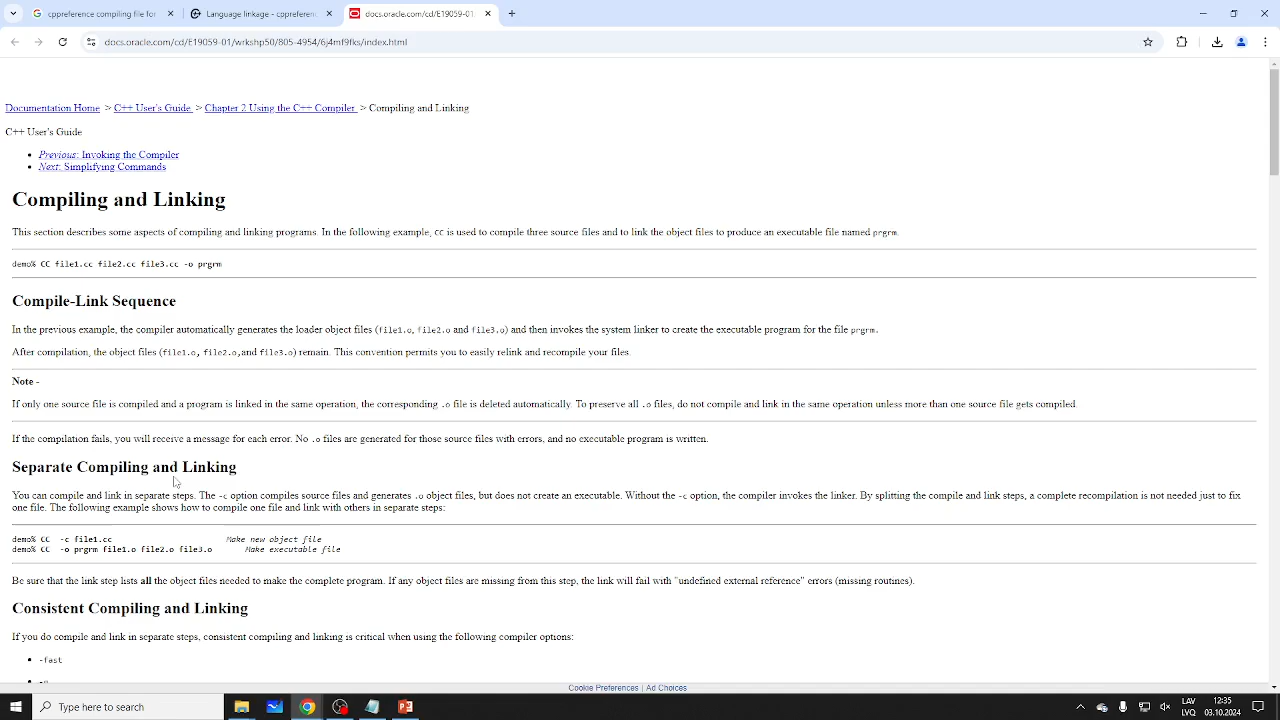 cppreference compiling file for
Language linkage - cppreferenc
docs.oracle.com/cd/E19059-01
docs.oracle.com/cd/E19059-01/wrkshp50/805-4954/6j4mf9fks/index.html
Documentation Home > C++ User's Guide > Chapter 2 Using the C++ Compiler > Compiling and Linking
C++ User's Guide
Previous: Invoking the Compiler
Next: Simplifying Commands
Compiling and Linking
This section describes some aspects of compiling and linking programs. In the following example, CC is used to compile three source files and to link the object files to produce an executable file named prgrm.
demo% CC file1.cc file2.cc file3.cc -o prgrm
Compile-Link Sequence
In the previous example, the compiler automatically generates the loader object files (file1.o, file2.o and file3.o) and then invokes the system linker to create the executable program for the file prgrm.
After compilation, the object files (file1.o, file2.o,and file3.o) remain. This convention permits you to easily relink and recompile your files.
Note -
If only one source file is compiled and a program is linked in the same operation, the corresponding .o file is deleted automatically. To preserve all .o files, do not compile and link in the same operation unless more than one source file gets compiled.
If the compilation fails, you will receive a message for each error. No .o files are generated for those source files with errors, and no executable program is written.
Separate Compiling and Linking
You can compile and link in separate steps. The -c option compiles source files and generates .o object files, but does not create an executable. Without the -c option, the compiler invokes the linker. By splitting the compile and link steps, a complete recompilation is not needed just to fix
one file. The following example shows how to compile one file and link with others in separate steps:
demo% CC -c file1.cc Make new object file
demo% CC -o prgrm file1.o file2.o file3.o Make executable file
Be sure that the link step lists all the object files needed to make the complete program. If any object files are missing from this step, the link will fail with "undefined external reference" errors (missing routines).
Consistent Compiling and Linking
If you do compile and link in separate steps, consistent compiling and linking is critical when using the following compiler options:
-fast
Cookie Preferences | Ad Choices
Type here to search
LAV 12:35
LVQ 03.10.2024